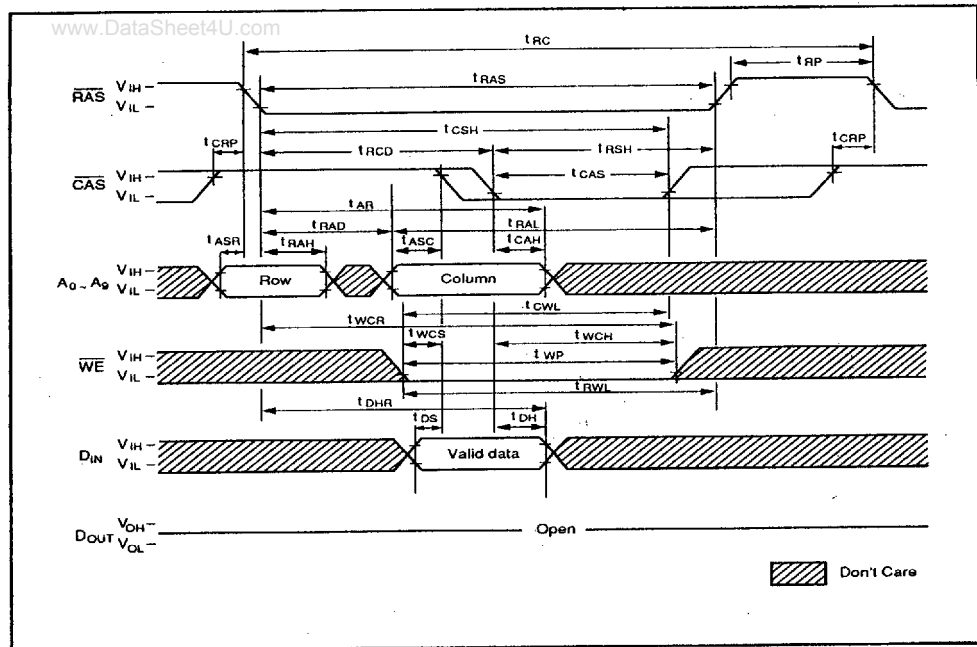 www.DataSheet4U.com
tRC
tRP
tRAS
RAS VIH
VIL
tCSH
tCRP
tRCD
tRSH
tCRP
CAS VIH
VIL
tCAS
tAR
tRAD
tRAL
tASR
tRAH
tASC
tCAH
A0 ~ A9 VIH
VIL
Row
Column
tCWL
tWCR
tWCS
tWCH
tWP
WE VIH
VIL
tRWL
tDHR
tDS
tDH
DIN VIH
VIL
Valid data
DOUT VOH
VOL
Open
Don't Care